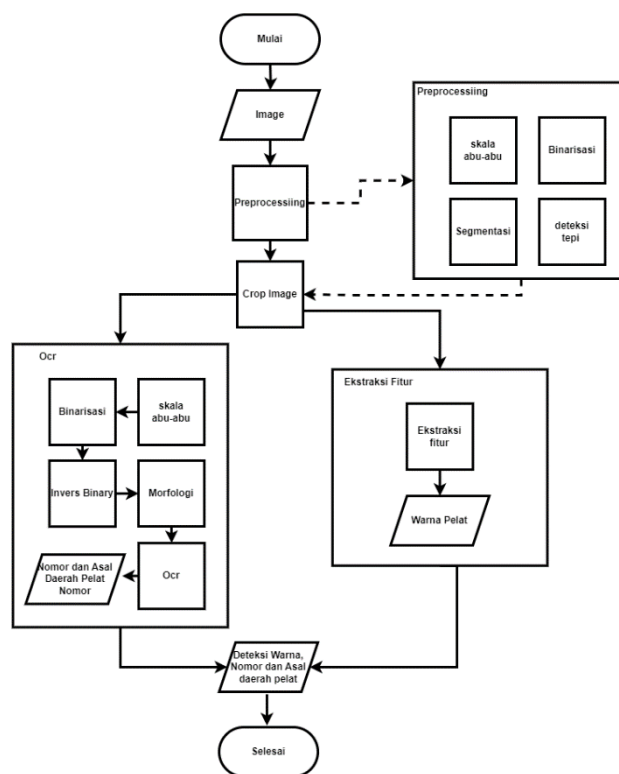 Mulai
Image
Preprocessiing
Preprocessiing
skala
abu-abu
Binarisasi
Segmentasi
deteksi
tepi
Crop Image
Ocr
Binarisasi
skala
abu-abu
Invers Binary
Morfologi
Nomor dan Asal
Daerah Pelat
Nomor
Ocr
Ekstraksi Fitur
Ekstraksi
fitur
Warna Pelat
Deteksi Warna,
Nomor dan Asal
daerah pelat
Selesai